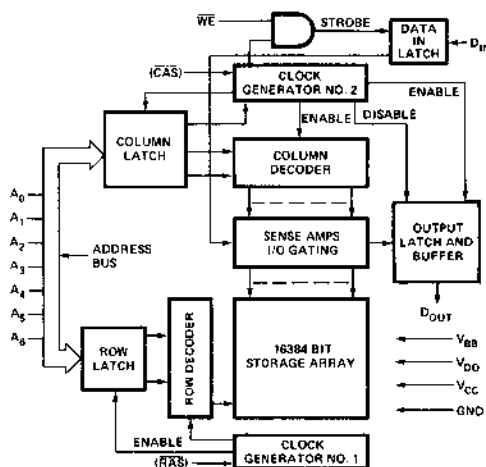 WE
STROBE
DATA
IN
LATCH
D_IN
(CAS)
CLOCK
GENERATOR NO. 2
ENABLE
ENABLE
DISABLE
COLUMN
LATCH
COLUMN
DECODER
A0
A1
A2
A3
A4
A5
A6
ADDRESS
BUS
SENSE AMPS
I/O GATING
OUTPUT
LATCH AND
BUFFER
DOUT
ROW
LATCH
ROW DECODER
16384 BIT
STORAGE
ARRAY
VBB
VDD
VCC
GND
ENABLE
(RAS)
CLOCK
GENERATOR NO. 1